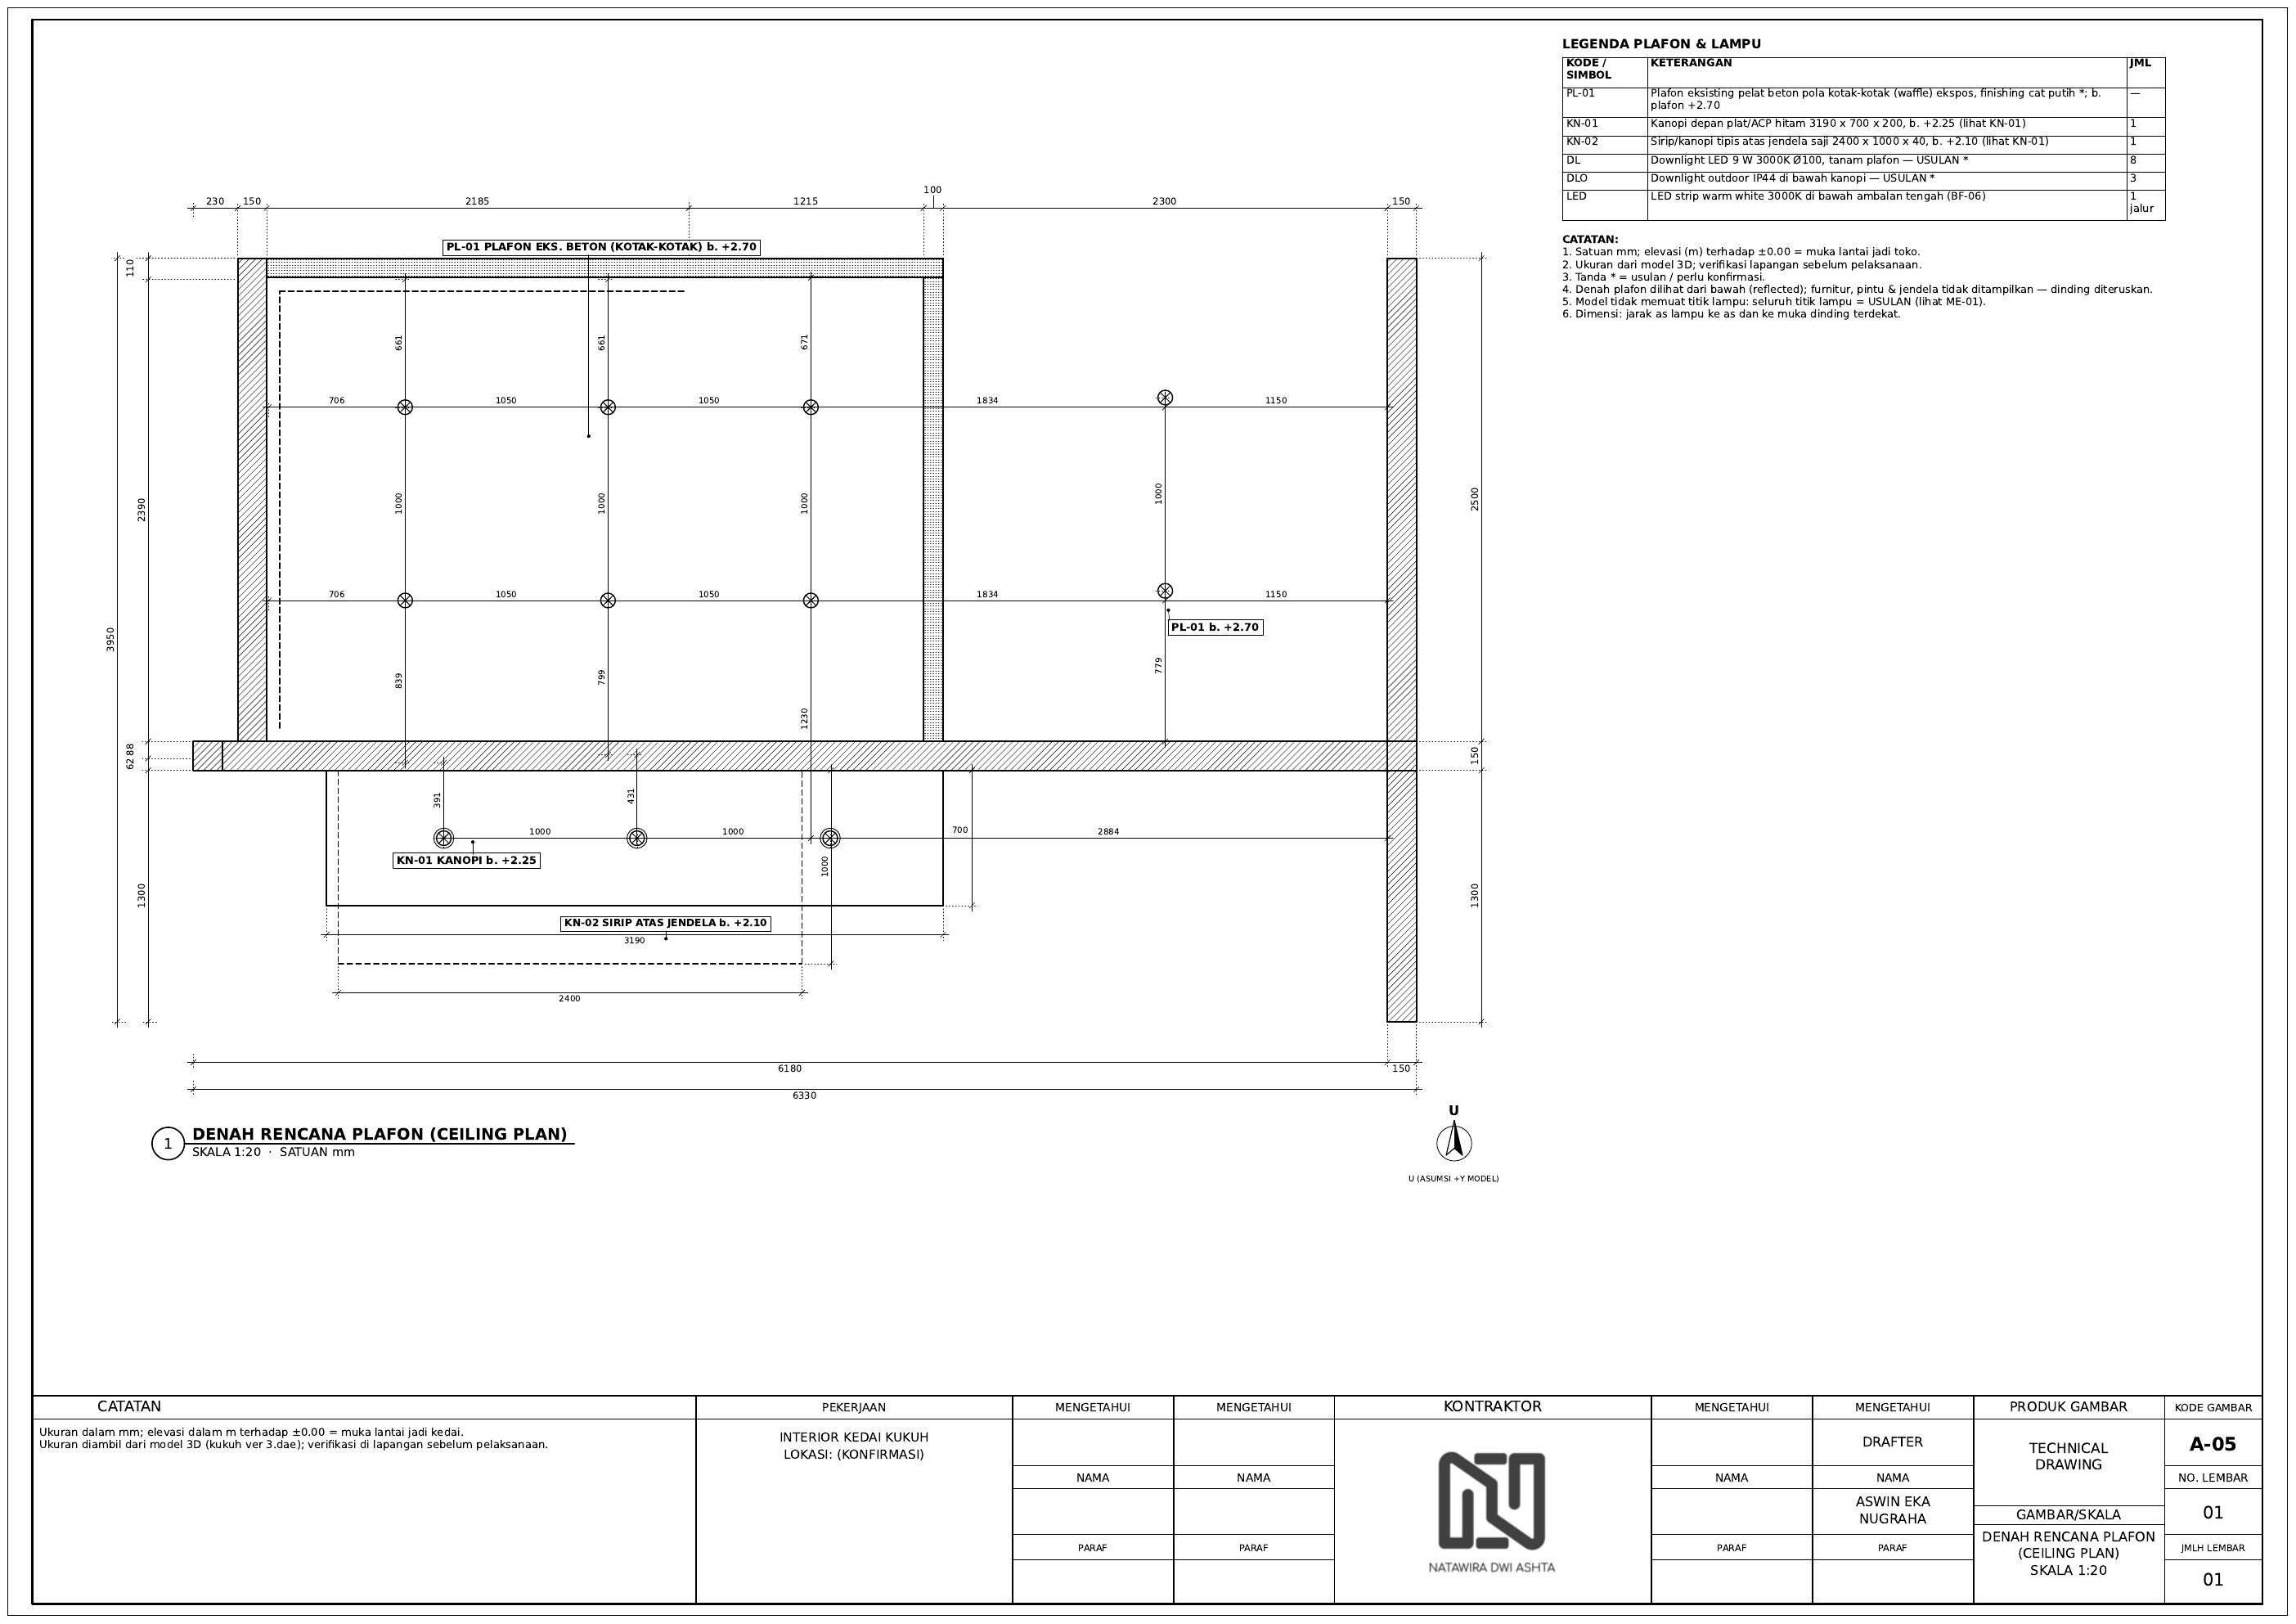 LEGENDA PLAFON & LAMPU
KODE / SIMBOL KETERANGAN JML
PL-01 Plafon eksisting pelat beton pola kotak-kotak (waffle) ekspos, finishing cat putih *; b. plafon +2.70 —
KN-01 Kanopi depan plat/ACP hitam 3190 x 700 x 200, b. +2.25 (lihat KN-01) 1
KN-02 Sirip/kanopi tipis atas jendela saji 2400 x 1000 x 40, b. +2.10 (lihat KN-01) 1
DL Downlight LED 9 W 3000K Ø100, tanam plafon — USULAN * 8
DLO Downlight outdoor IP44 di bawah kanopi — USULAN * 3
LED LED strip warm white 3000K di bawah ambalan tengah (BF-06) 1 jalur
CATATAN:
1. Satuan mm; elevasi (m) terhadap ±0.00 = muka lantai jadi toko.
2. Ukuran dari model 3D; verifikasi lapangan sebelum pelaksanaan.
3. Tanda * = usulan / perlu konfirmasi.
4. Denah plafon dilihat dari bawah (reflected); furnitur, pintu & jendela tidak ditampilkan — dinding diteruskan.
5. Model tidak memuat titik lampu: seluruh titik lampu = USULAN (lihat ME-01).
6. Dimensi: jarak as lampu ke as dan ke muka dinding terdekat.
100
230 150 2185 1215 2300 150
PL-01 PLAFON EKS. BETON (KOTAK-KOTAK) b. +2.70
110
661 661 671
706 1050 1050 1834 1150
2390 1000 1000 1000 1000 2500
706 1050 1050 1834 1150
PL-01 b. +2.70
3950
839 799 1230 779
62 88 150
391 431
1000 1000 700 2884
KN-01 KANOPI b. +2.25
1000
1300 1300
KN-02 SIRIP ATAS JENDELA b. +2.10
3190
2400
6180 150
6330
1 DENAH RENCANA PLAFON (CEILING PLAN)
SKALA 1:20 · SATUAN mm
U
U (ASUMSI +Y MODEL)
CATATAN
Ukuran dalam mm; elevasi dalam m terhadap ±0.00 = muka lantai jadi kedai.
Ukuran diambil dari model 3D (kukuh ver 3.dae); verifikasi di lapangan sebelum pelaksanaan.
PEKERJAAN
INTERIOR KEDAI KUKUH
LOKASI: (KONFIRMASI)
MENGETAHUI MENGETAHUI
NAMA NAMA
PARAF PARAF
KONTRAKTOR
NATAWIRA DWI ASHTA
MENGETAHUI MENGETAHUI
DRAFTER
NAMA NAMA
ASWIN EKA
NUGRAHA
PARAF PARAF
PRODUK GAMBAR
TECHNICAL
DRAWING
GAMBAR/SKALA
DENAH RENCANA PLAFON
(CEILING PLAN)
SKALA 1:20
KODE GAMBAR
A-05
NO. LEMBAR
01
JMLH LEMBAR
01